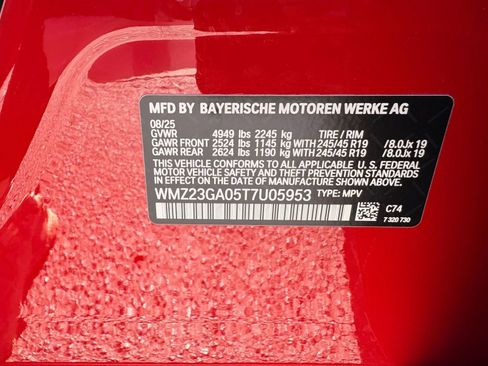 MFD BY BAYERISCHE MOTOREN WERKE AG
08/25
GVWR 4949 lbs 2245 kg TIRE / RIM
GAWR FRONT 2524 lbs 1145 kg WITH 245/45 R19 / 8.0Jx 19
GAWR REAR 2624 lbs 1190 kg WITH 245/45 R19 / 8.0Jx 19
THIS VEHICLE CONFORMS TO ALL APPLICABLE U. S. FEDERAL
MOTOR VEHICLE SAFETY, BUMPER, AND THEFT PREVENTION
STANDARDS IN EFFECT ON THE DATE OF MANUFACTURE SHOWN ABOVE.
WMZ23GA05T7U05953 TYPE: MPV
C74
7 320 730